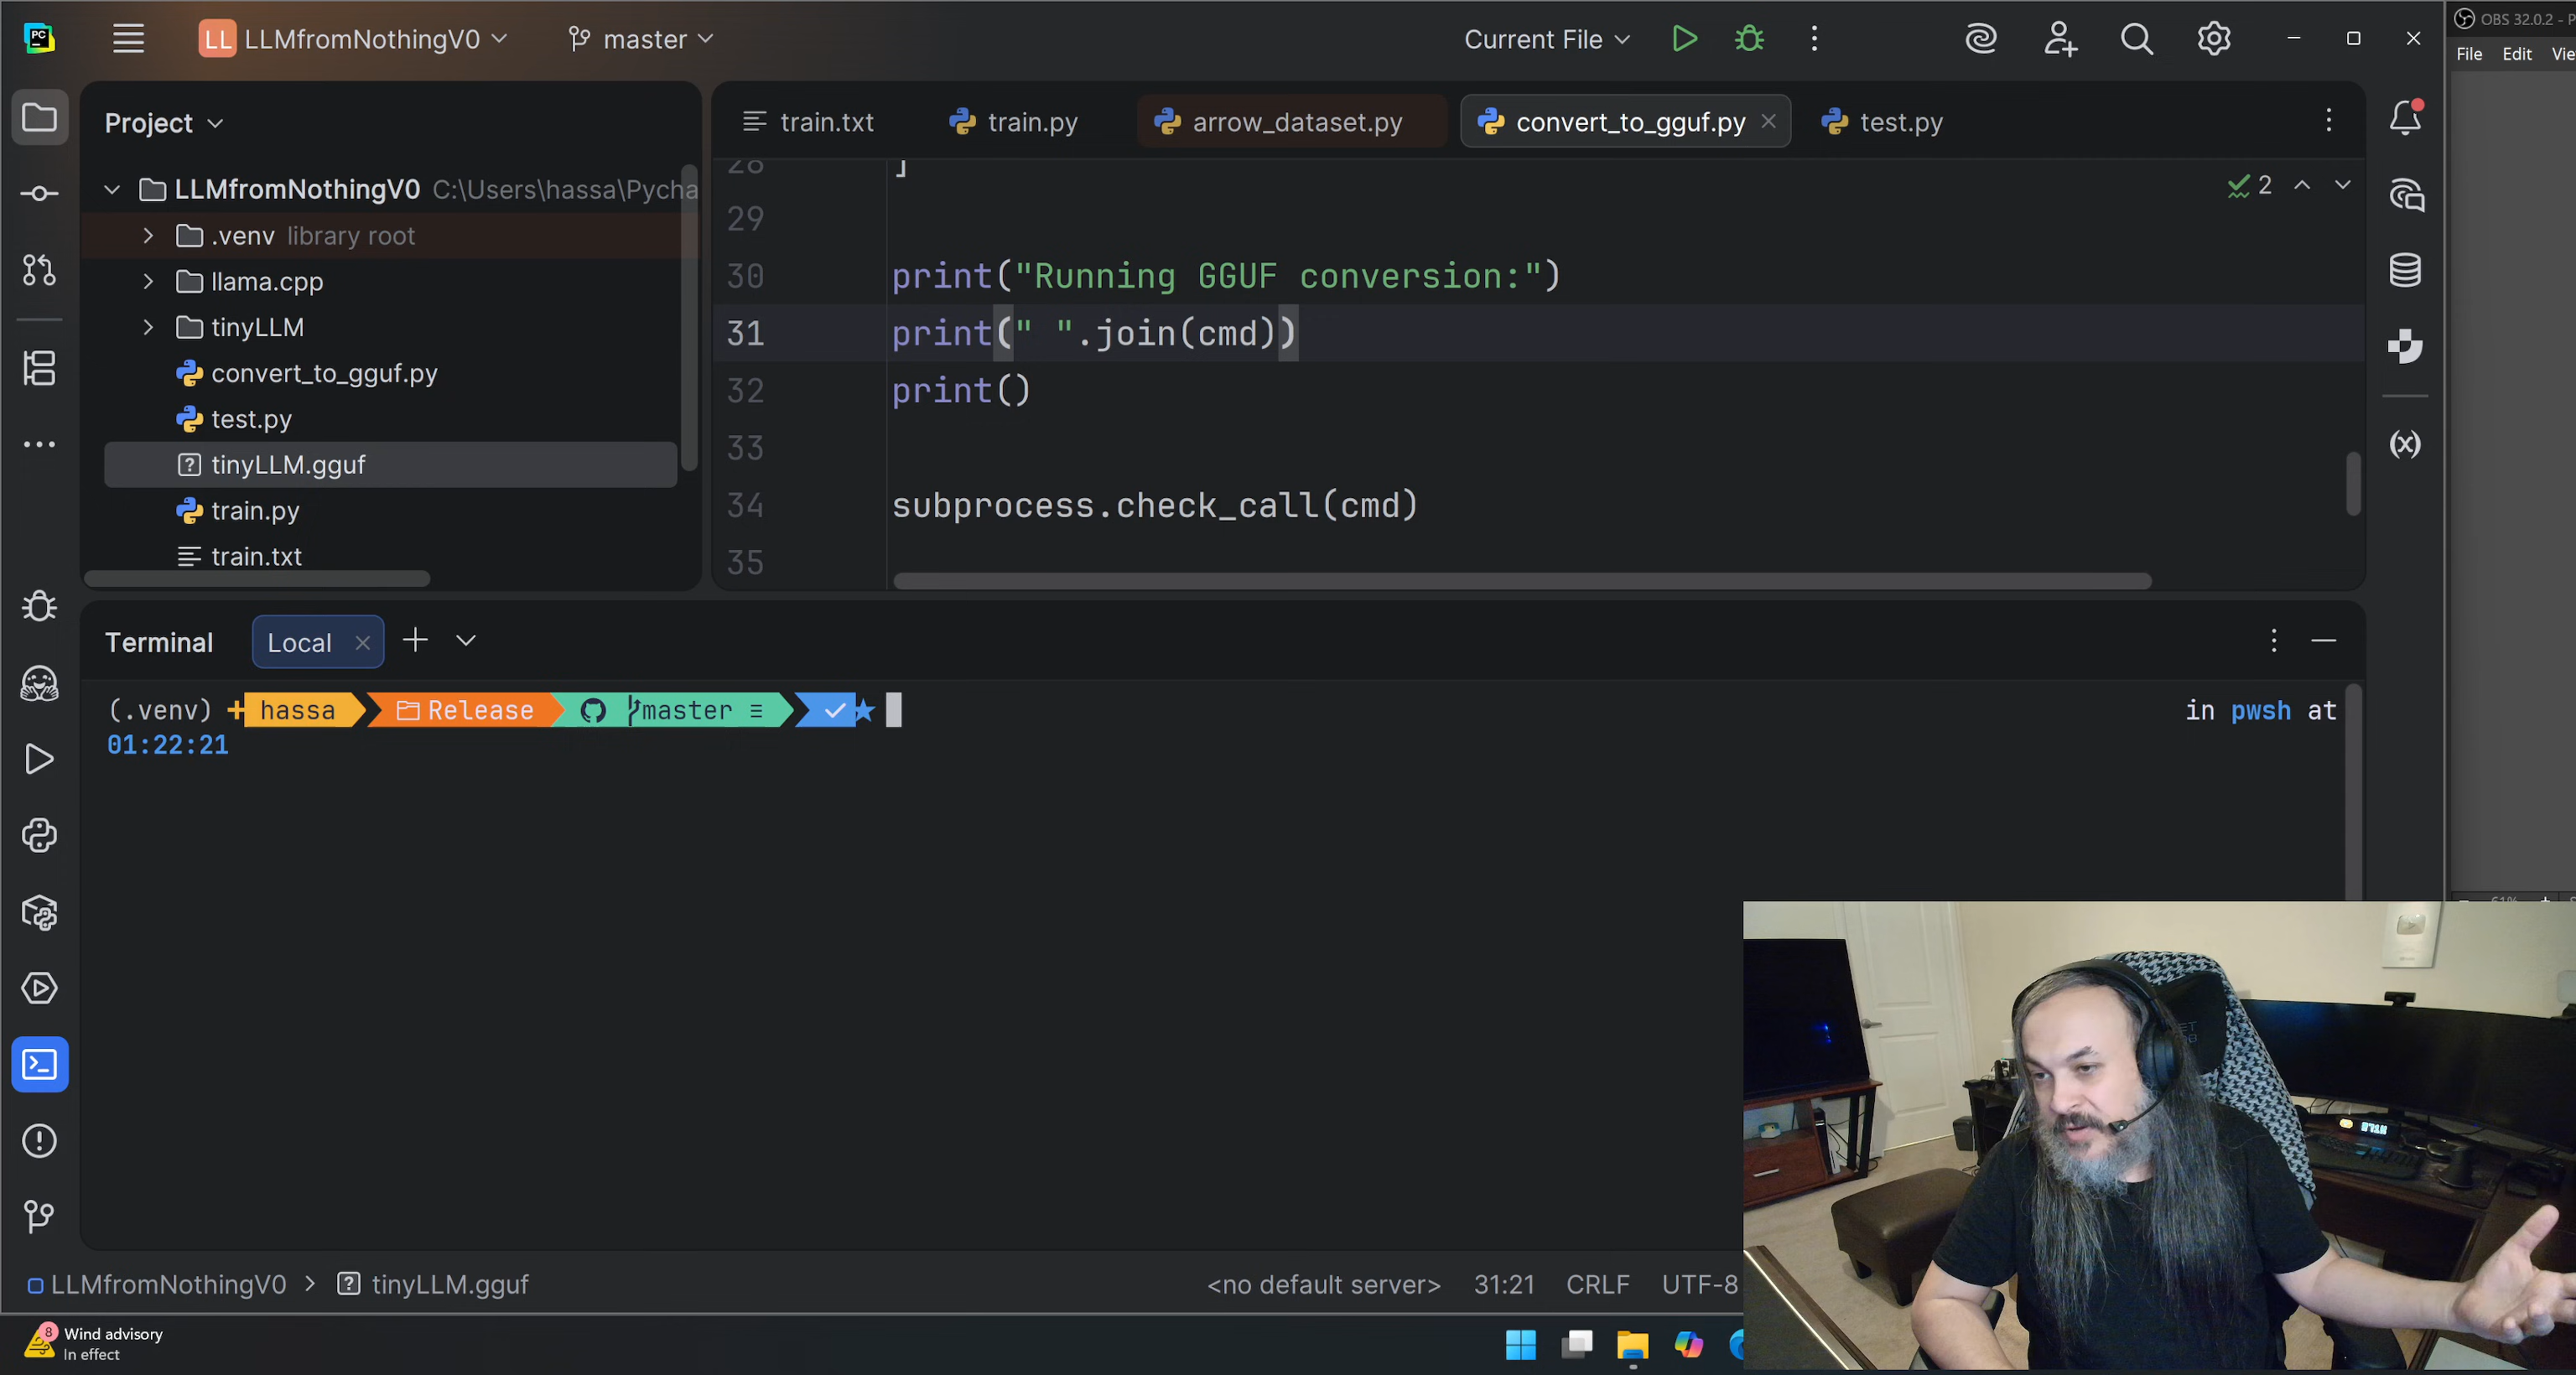 PC
LL LLMfromNothingV0
master
Current File
OBS 32.0.2 - P
File Edit Vie
Project
train.txt
train.py
arrow_dataset.py
convert_to_gguf.py
test.py
LLMfromNothingV0 C:\Users\hassa\Pycha
.venv library root
llama.cpp
tinyLLM
convert_to_gguf.py
test.py
tinyLLM.gguf
train.py
train.txt
28 ]
2
29
30 print("Running GGUF conversion:")
31 print(" ".join(cmd))
32 print()
33
34 subprocess.check_call(cmd)
35
Terminal Local
(.venv) hassa Release master ≡ in pwsh at
01:22:21
LLMfromNothingV0 > tinyLLM.gguf
<no default server> 31:21 CRLF UTF-8
8 Wind advisory
In effect